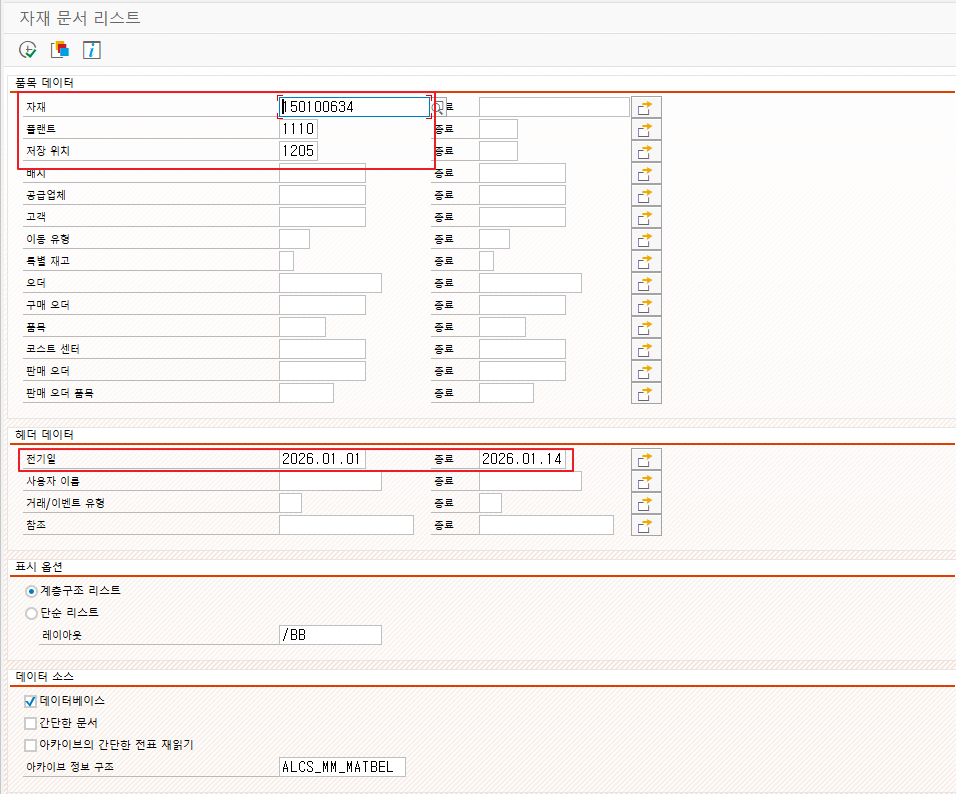 자재 문서 리스트
품목 데이터
자재 150100634 료
플랜트 1110 종료
저장 위치 1205 종료
배치 종료
공급업체 종료
고객 종료
이동 유형 종료
특별 재고 종료
오더 종료
구매 오더 종료
품목 종료
코스트 센터 종료
판매 오더 종료
판매 오더 품목 종료
헤더 데이터
전기일 2026.01.01 종료 2026.01.14
사용자 이름 종료
거래/이벤트 유형 종료
참조 종료
표시 옵션
계층구조 리스트
단순 리스트
레이아웃 /BB
데이터 소스
데이터베이스
간단한 문서
아카이브의 간단한 전표 재읽기
아카이브 정보 구조 ALCS_MM_MATBEL